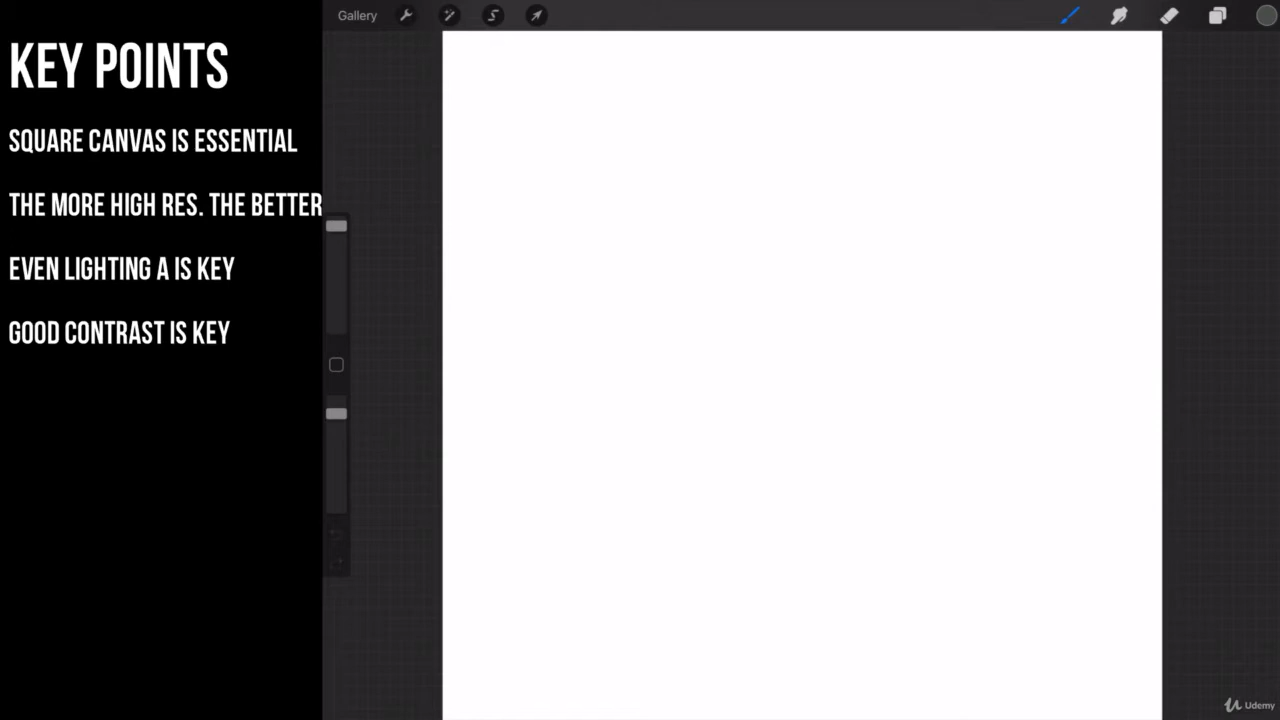 Gallery
KEY POINTS
SQUARE CANVAS IS ESSENTIAL
THE MORE HIGH RES. THE BETTER
EVEN LIGHTING A IS KEY
GOOD CONTRAST IS KEY
Udemy